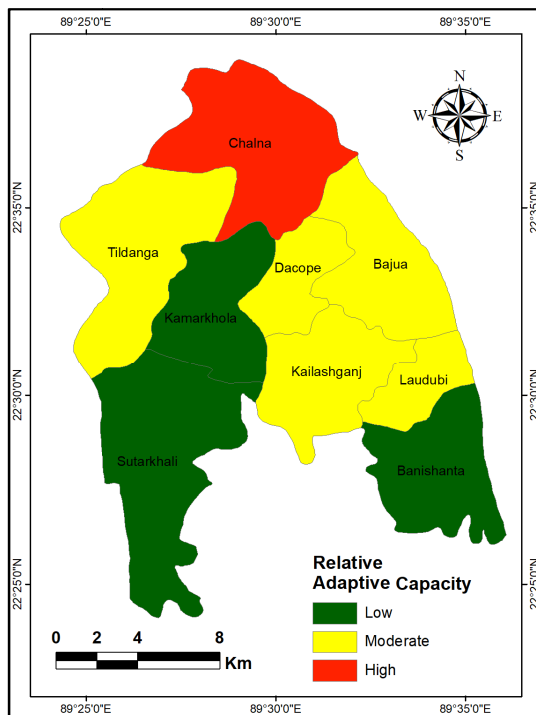 89°25'0"E 89°30'0"E 89°35'0"E
N
W E
S
Chalna
22°35'0"N 22°35'0"N
Tildanga
Dacope
Bajua
Kamarkhola
Kailashganj
Laudubi
22°30'0"N 22°30'0"N
Sutarkhali
Banishanta
Relative
Adaptive Capacity
22°25'0"N 22°25'0"N
Low
Moderate
High
0 2 4 8
Km
89°25'0"E 89°30'0"E 89°35'0"E